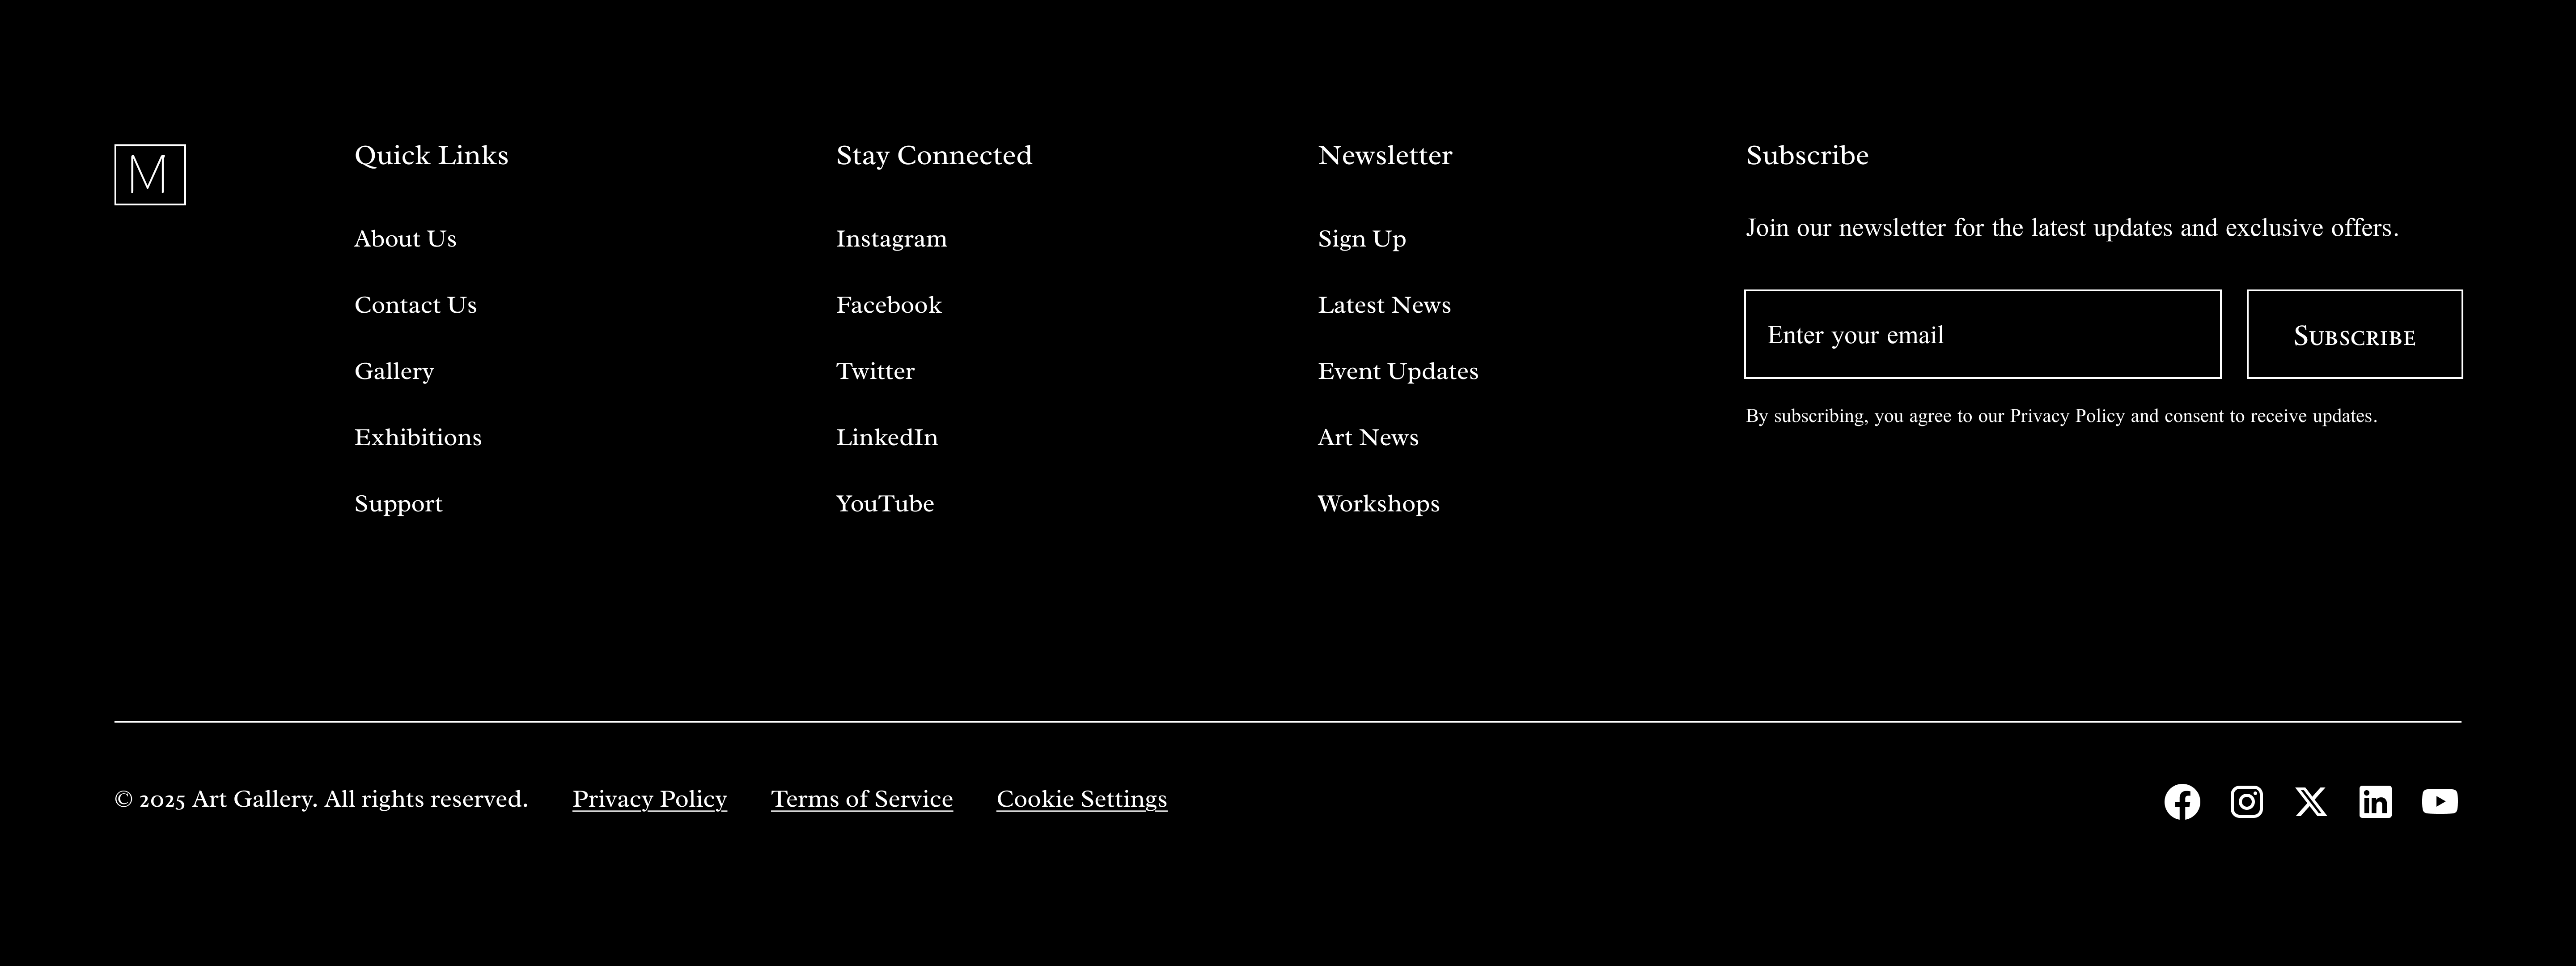 M
Quick Links
About Us
Contact Us
Gallery
Exhibitions
Support
Stay Connected
Instagram
Facebook
Twitter
LinkedIn
YouTube
Newsletter
Sign Up
Latest News
Event Updates
Art News
Workshops
Subscribe
Join our newsletter for the latest updates and exclusive offers.
Enter your email
SUBSCRIBE
By subscribing, you agree to our Privacy Policy and consent to receive updates.
© 2025 Art Gallery. All rights reserved. Privacy Policy Terms of Service Cookie Settings